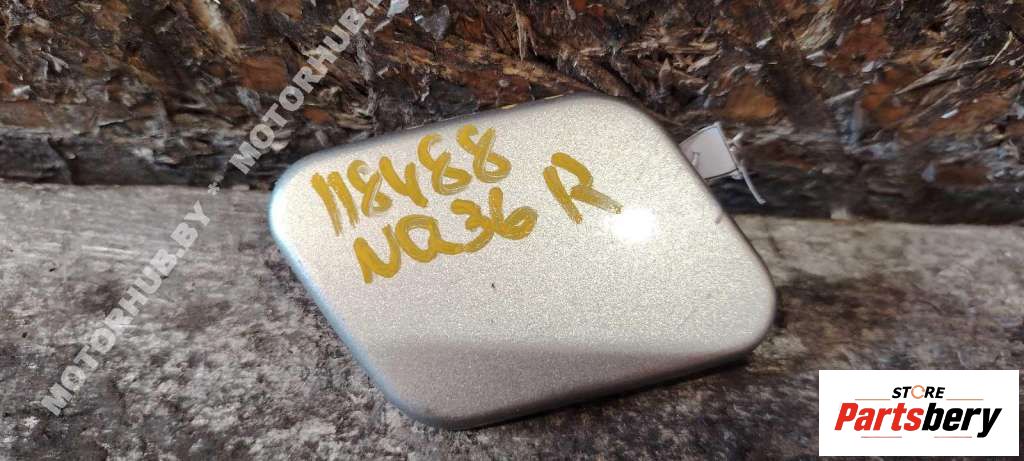 118488
NQ36 R
MOTORHUB.BY + MOTORHUB.BY
STORE
Partsbery